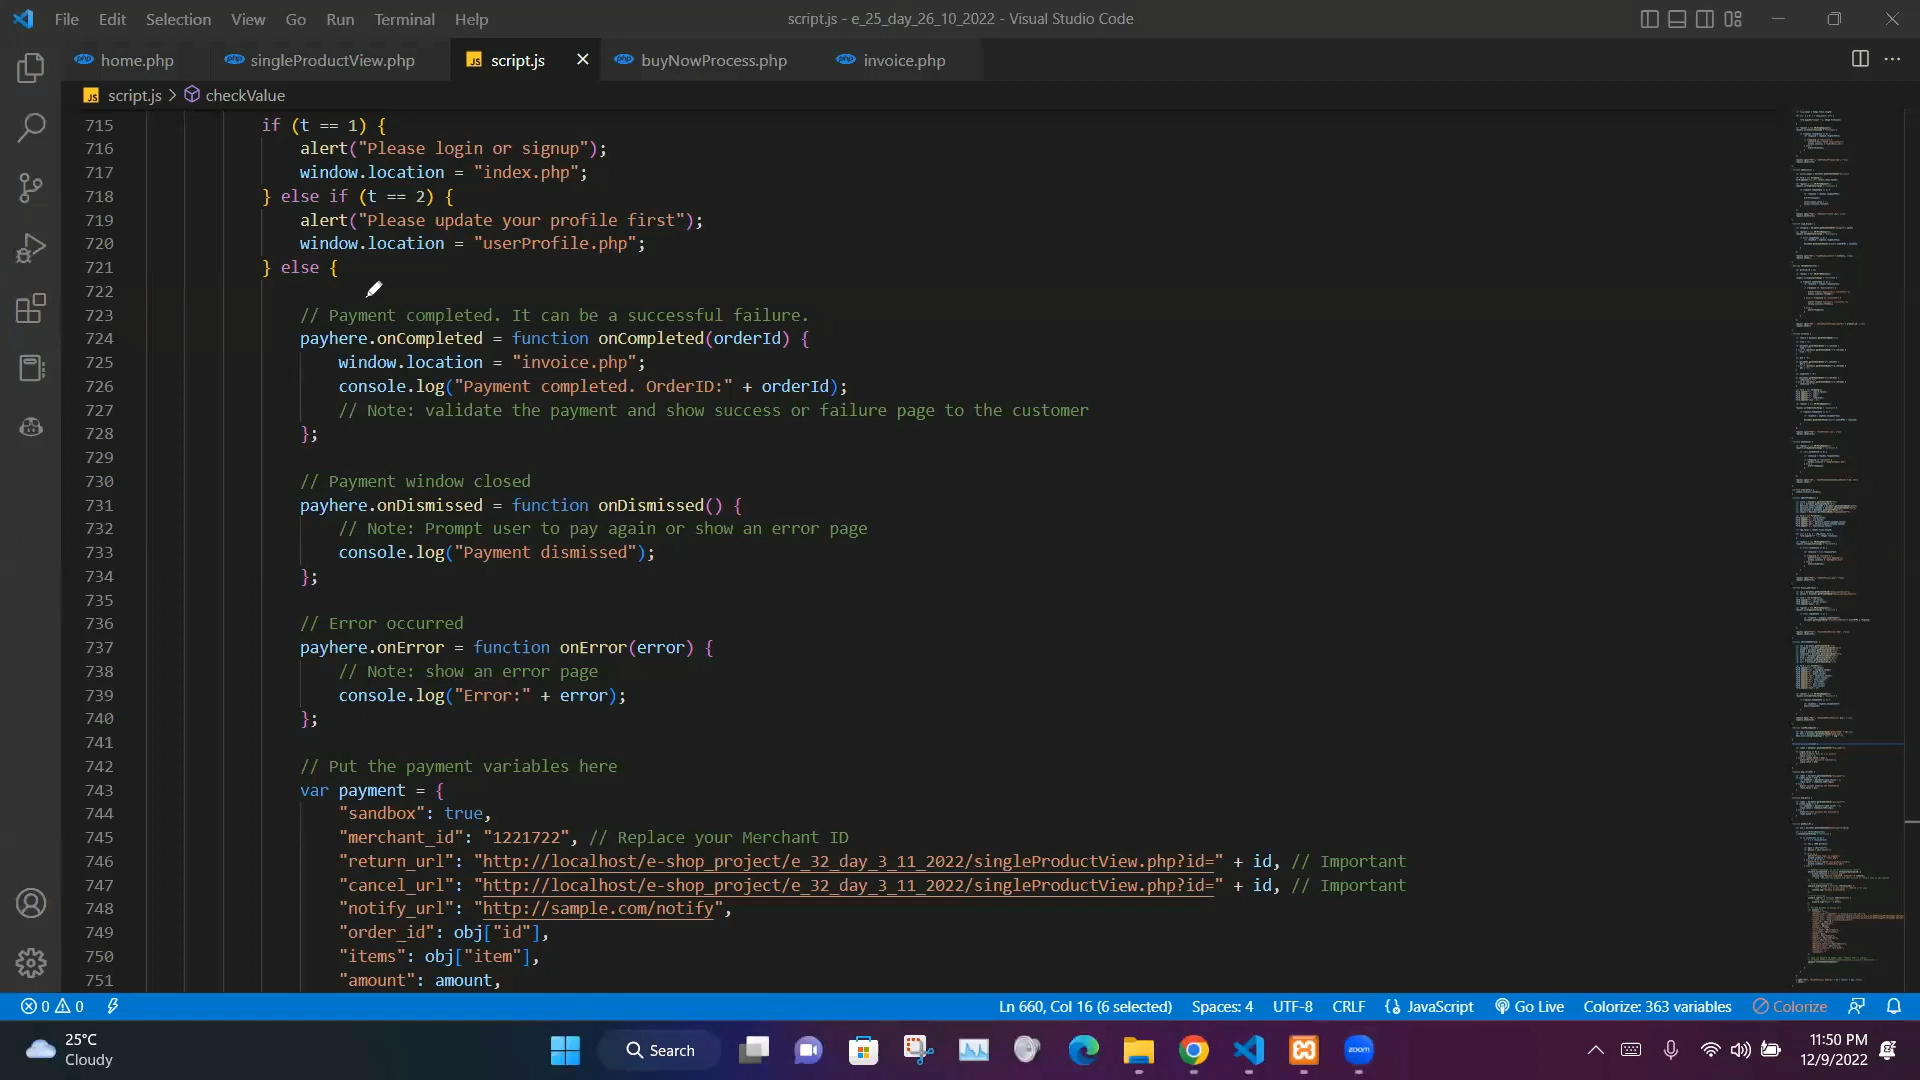 File Edit Selection View Go Run Terminal Help
script.js - e_25_day_26_10_2022 - Visual Studio Code
home.php singleProductView.php script.js buyNowProcess.php invoice.php
JS script.js > checkValue
715 if (t == 1) {
716 alert("Please login or signup");
717 window.location = "index.php";
718 } else if (t == 2) {
719 alert("Please update your profile first");
720 window.location = "userProfile.php";
721 } else {
722
723 // Payment completed. It can be a successful failure.
724 payhere.onCompleted = function onCompleted(orderId) {
725 window.location = "invoice.php";
726 console.log("Payment completed. OrderID:" + orderId);
727 // Note: validate the payment and show success or failure page to the customer
728 };
729
730 // Payment window closed
731 payhere.onDismissed = function onDismissed() {
732 // Note: Prompt user to pay again or show an error page
733 console.log("Payment dismissed");
734 };
735
736 // Error occurred
737 payhere.onError = function onError(error) {
738 // Note: show an error page
739 console.log("Error:" + error);
740 };
741
742 // Put the payment variables here
743 var payment = {
744 "sandbox": true,
745 "merchant_id": "1221722", // Replace your Merchant ID
746 "return_url": "http://localhost/e-shop_project/e_32_day_3_11_2022/singleProductView.php?id=" + id, // Important
747 "cancel_url": "http://localhost/e-shop_project/e_32_day_3_11_2022/singleProductView.php?id=" + id, // Important
748 "notify_url": "http://sample.com/notify",
749 "order_id": obj["id"],
750 "items": obj["item"],
751 "amount": amount,
0 0 Ln 660, Col 16 (6 selected) Spaces: 4 UTF-8 CRLF {} JavaScript Go Live Colorize: 363 variables Colorize
25°C
Cloudy
Search
zoom
11:50 PM
12/9/2022